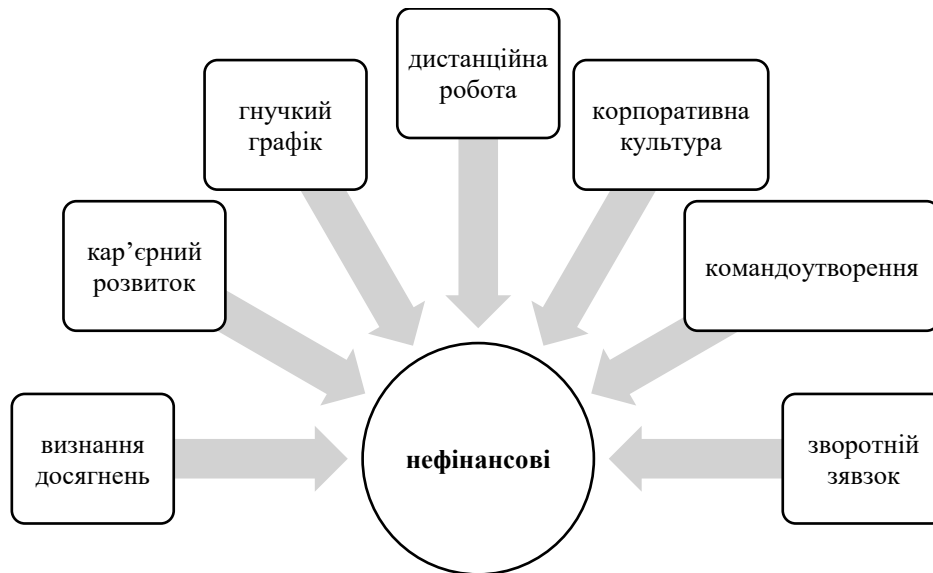 дистанційна
робота
гнучкий
графік
корпоративна
культура
кар’єрний
розвиток
командоутворення
визнання
досягнень
нефінансові
зворотній
зявзок